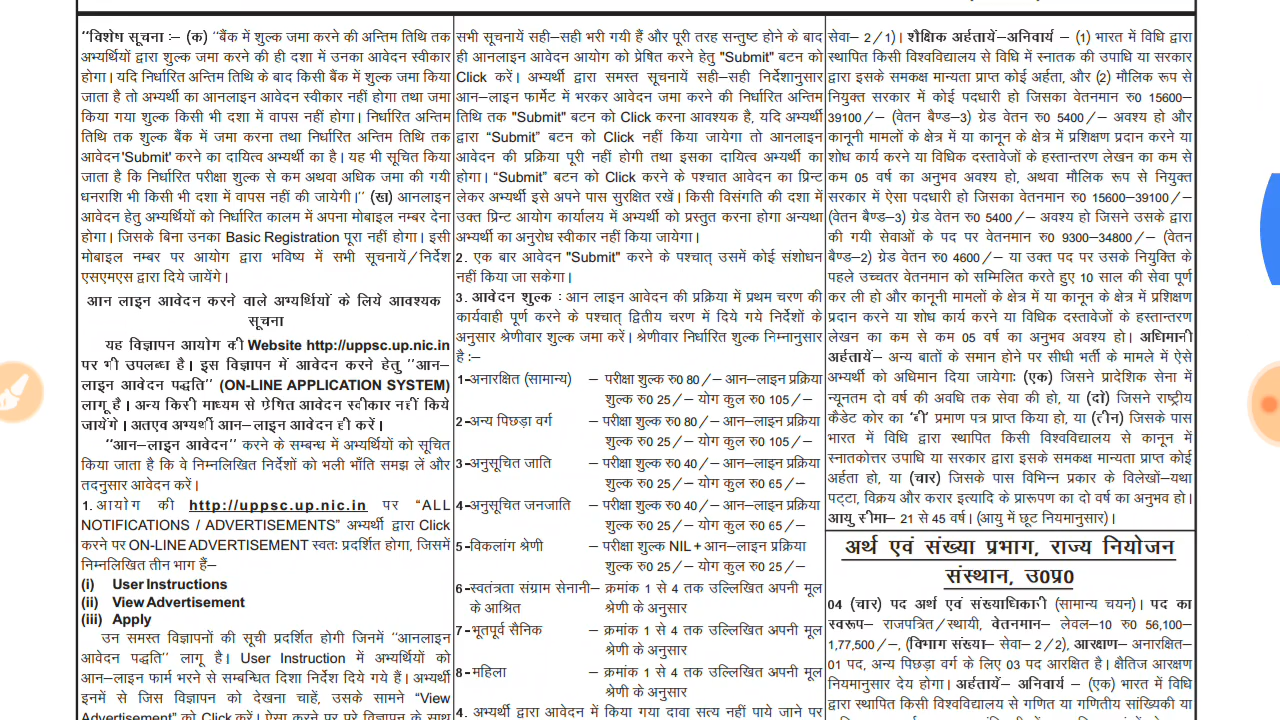 "विशेष सूचना :– (क) "बैंक में शुल्क जमा करने की अन्तिम तिथि तक
अभ्यर्थियों द्वारा शुल्क जमा करने की ही दशा में उनका आवेदन स्वीकार
होगा। यदि निर्धारित अन्तिम तिथि के बाद किसी बैंक में शुल्क जमा किया
जाता है तो अभ्यर्थी का आनलाइन आवेदन स्वीकार नहीं होगा तथा जमा
किया गया शुल्क किसी भी दशा में वापस नहीं होगा। निर्धारित अन्तिम
तिथि तक शुल्क बैंक में जमा करना तथा निर्धारित अन्तिम तिथि तक
आवेदन'Submit' करने का दायित्व अभ्यर्थी का है। यह भी सूचित किया
जाता है कि निर्धारित परीक्षा शुल्क से कम अथवा अधिक जमा की गयी
धनराशि भी किसी भी दशा में वापस नहीं की जायेगी।" (ख) आनलाइन
आवेदन हेतु अभ्यर्थियों को निर्धारित कालम में अपना मोबाइल नम्बर देना
होगा। जिसके बिना उनका Basic Registration पूरा नहीं होगा। इसी
मोबाइल नम्बर पर आयोग द्वारा भविष्य में सभी सूचनायें/निर्देश
एसएमएस द्वारा दिये जायेंगे।
आन लाइन आवेदन करने वाले अभ्यर्थियों के लिये आवश्यक
सूचना
यह विज्ञापन आयोग की Website http://uppsc.up.nic.in
पर भी उपलब्ध है। इस विज्ञापन में आवेदन करने हेतु "आन–
लाइन आवेदन पद्धति" (ON-LINE APPLICATION SYSTEM)
लागू है। अन्य किसी माध्यम से प्रेषित आवेदन स्वीकार नहीं किये
जायेंगे। अतएव अभ्यर्थी आन–लाइन आवेदन ही करें।
"आन–लाइन आवेदन" करने के सम्बन्ध में अभ्यर्थियों को सूचित
किया जाता है कि वे निम्नलिखित निर्देशों को भली भाँति समझ लें और
तदनुसार आवेदन करें।
1. आयोग की http://uppsc.up.nic.in पर "ALL
NOTIFICATIONS / ADVERTISEMENTS" अभ्यर्थी द्वारा Click
करने पर ON-LINE ADVERTISEMENT स्वतः प्रदर्शित होगा, जिसमें
निम्नलिखित तीन भाग हैं–
(i) User Instructions
(ii) View Advertisement
(iii) Apply
उन समस्त विज्ञापनों की सूची प्रदर्शित होगी जिनमें "आनलाइन
आवेदन पद्धति" लागू है। User Instruction में अभ्यर्थियों को
आन–लाइन फार्म भरने से सम्बन्धित दिशा निर्देश दिये गये हैं। अभ्यर्थी
इनमें से जिस विज्ञापन को देखना चाहें, उसके सामने "View
Advertisement" को Click करें। ऐसा करने पर पूरे विज्ञापन के साथ
सभी सूचनायें सही–सही भरी गयी हैं और पूरी तरह सन्तुष्ट होने के बाद
ही आनलाइन आवेदन आयोग को प्रेषित करने हेतु "Submit" बटन को
Click करें। अभ्यर्थी द्वारा समस्त सूचनायें सही–सही निर्देशानुसार
आन–लाइन फार्मेट में भरकर आवेदन जमा करने की निर्धारित अन्तिम
तिथि तक "Submit" बटन को Click करना आवश्यक है, यदि अभ्यर्थी
द्वारा "Submit" बटन को Click नहीं किया जायेगा तो आनलाइन
आवेदन की प्रक्रिया पूरी नहीं होगी तथा इसका दायित्व अभ्यर्थी का
होगा। "Submit" बटन को Click करने के पश्चात आवेदन का प्रिन्ट
लेकर अभ्यर्थी इसे अपने पास सुरक्षित रखें। किसी विसंगति की दशा में
उक्त प्रिन्ट आयोग कार्यालय में अभ्यर्थी को प्रस्तुत करना होगा अन्यथा
अभ्यर्थी का अनुरोध स्वीकार नहीं किया जायेगा।
2. एक बार आवेदन "Submit" करने के पश्चात् उसमें कोई संशोधन
नहीं किया जा सकेगा।
3. आवेदन शुल्क : आन लाइन आवेदन की प्रक्रिया में प्रथम चरण की
कार्यवाही पूर्ण करने के पश्चात् द्वितीय चरण में दिये गये निर्देशों के
अनुसार श्रेणीवार शुल्क जमा करें। श्रेणीवार निर्धारित शुल्क निम्नानुसार
है :–
1-अनारक्षित (सामान्य) – परीक्षा शुल्क रु0 80/– आन–लाइन प्रक्रिया
शुल्क रु0 25/– योग कुल रु0 105/–
2-अन्य पिछड़ा वर्ग – परीक्षा शुल्क रु0 80/– आन–लाइन प्रक्रिया
शुल्क रु0 25/– योग कुल रु0 105/–
3-अनुसूचित जाति – परीक्षा शुल्क रु0 40/– आन–लाइन प्रक्रिया
शुल्क रु0 25/– योग कुल रु0 65/–
4-अनुसूचित जनजाति – परीक्षा शुल्क रु0 40/– आन–लाइन प्रक्रिया
शुल्क रु0 25/– योग कुल रु0 65/–
5-विकलांग श्रेणी – परीक्षा शुल्क NIL + आन–लाइन प्रक्रिया
शुल्क रु0 25/– योग कुल रु0 25/–
6-स्वतंत्रता संग्राम सेनानी– क्रमांक 1 से 4 तक उल्लिखित अपनी मूल
के आश्रित श्रेणी के अनुसार
7-भूतपूर्व सैनिक – क्रमांक 1 से 4 तक उल्लिखित अपनी मूल
श्रेणी के अनुसार
8-महिला – क्रमांक 1 से 4 तक उल्लिखित अपनी मूल
श्रेणी के अनुसार
4. अभ्यर्थी द्वारा आवेदन में किया गया दावा सत्य नहीं पाये जाने पर
सेवा– 2/1)। शैक्षिक अर्हतायें–अनिवार्य – (1) भारत में विधि द्वारा
स्थापित किसी विश्वविद्यालय से विधि में स्नातक की उपाधि या सरकार
द्वारा इसके समकक्ष मान्यता प्राप्त कोई अर्हता, और (2) मौलिक रूप से
नियुक्त सरकार में कोई पदधारी हो जिसका वेतनमान रु0 15600–
39100/– (वेतन बैण्ड–3) ग्रेड वेतन रु0 5400/– अवश्य हो और
कानूनी मामलों के क्षेत्र में या कानून के क्षेत्र में प्रशिक्षण प्रदान करने या
शोध कार्य करने या विधिक दस्तावेजों के हस्तान्तरण लेखन का कम से
कम 05 वर्ष का अनुभव अवश्य हो, अथवा मौलिक रूप से नियुक्त
सरकार में ऐसा पदधारी हो जिसका वेतनमान रु0 15600–39100/–
(वेतन बैण्ड–3) ग्रेड वेतन रु0 5400/– अवश्य हो जिसने उसके द्वारा
की गयी सेवाओं के पद पर वेतनमान रु0 9300–34800/– (वेतन
बैण्ड–2) ग्रेड वेतन रु0 4600/– या उक्त पद पर उसके नियुक्ति के
पहले उच्चतर वेतनमान को सम्मिलित करते हुए 10 साल की सेवा पूर्ण
कर ली हो और कानूनी मामलों के क्षेत्र में या कानून के क्षेत्र में प्रशिक्षण
प्रदान करने या शोध कार्य करने या विधिक दस्तावेजों के हस्तान्तरण
लेखन का कम से कम 05 वर्ष का अनुभव अवश्य हो। अधिमानी
अर्हतायें– अन्य बातों के समान होने पर सीधी भर्ती के मामले में ऐसे
अभ्यर्थी को अधिमान दिया जायेगाः (एक) जिसने प्रादेशिक सेना में
न्यूनतम दो वर्ष की अवधि तक सेवा की हो, या (दो) जिसने राष्ट्रीय
कैडेट कोर का 'बी' प्रमाण पत्र प्राप्त किया हो, या (तीन) जिसके पास
भारत में विधि द्वारा स्थापित किसी विश्वविद्यालय से कानून में
स्नातकोत्तर उपाधि या सरकार द्वारा इसके समकक्ष मान्यता प्राप्त कोई
अर्हता हो, या (चार) जिसके पास विभिन्न प्रकार के विलेखों–यथा
पट्टा, विक्रय और करार इत्यादि के प्रारूपण का दो वर्ष का अनुभव हो।
आयु सीमा– 21 से 45 वर्ष। (आयु में छूट नियमानुसार)।
अर्थ एवं संख्या प्रभाग, राज्य नियोजन
संस्थान, उ0प्र0
04 (चार) पद अर्थ एवं संख्याधिकारी (सामान्य चयन)। पद का
स्वरूप– राजपत्रित/स्थायी, वेतनमान– लेवल–10 रु0 56,100–
1,77,500/–, (विभाग संख्या– सेवा– 2/2), आरक्षण– अनारक्षित–
01 पद, अन्य पिछड़ा वर्ग के लिए 03 पद आरक्षित है। क्षैतिज आरक्षण
नियमानुसार देय होगा। अर्हतायें– अनिवार्य – (एक) भारत में विधि
द्वारा स्थापित किसी विश्वविद्यालय से गणित या गणितीय सांख्यिकी या